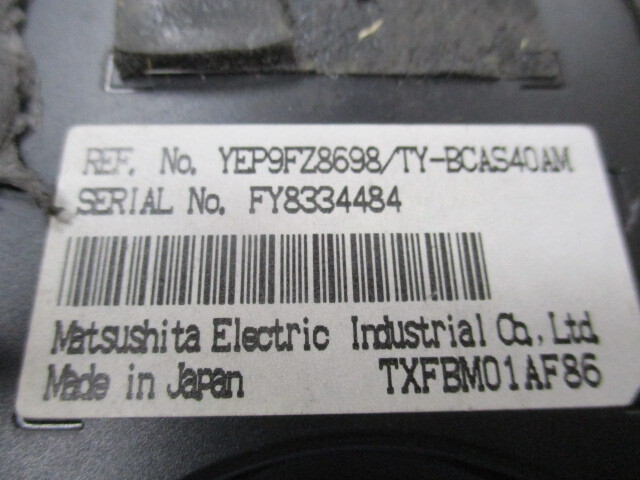 REF. No. YEP9FZ8698/TY-BCAS40AM
SERIAL No. FY8334484
Matsushita Electric Industrial Co., Ltd.
Made in Japan TXFBM01AF86